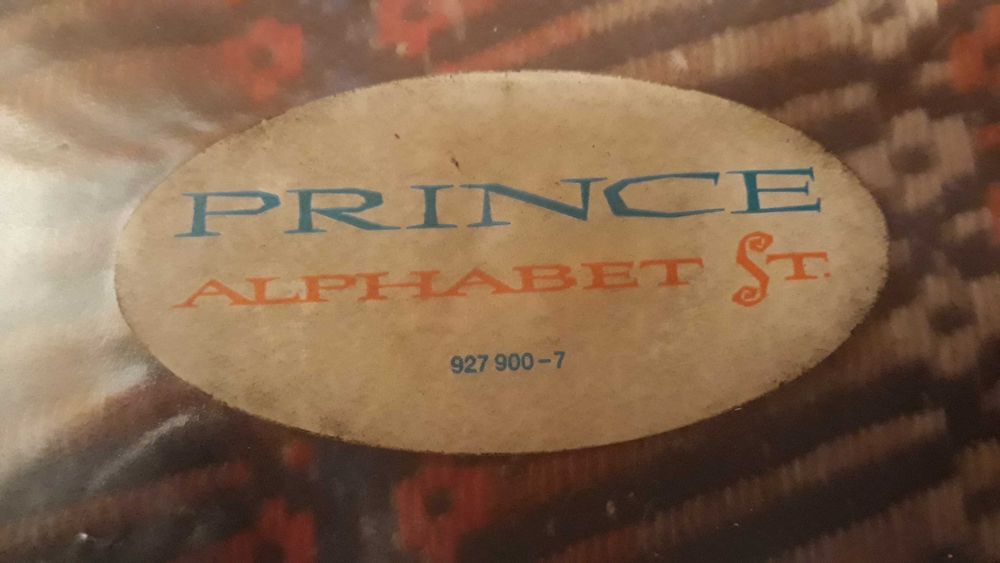 PRINCE
ALPHABET ST.
927 900-7